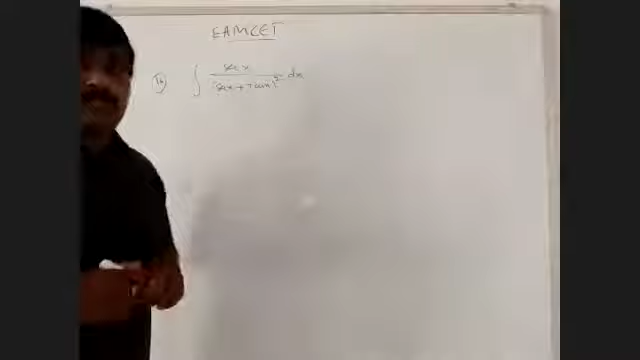 EAMCET
16 ∫ sec x / (sec x + Tan x)² dx